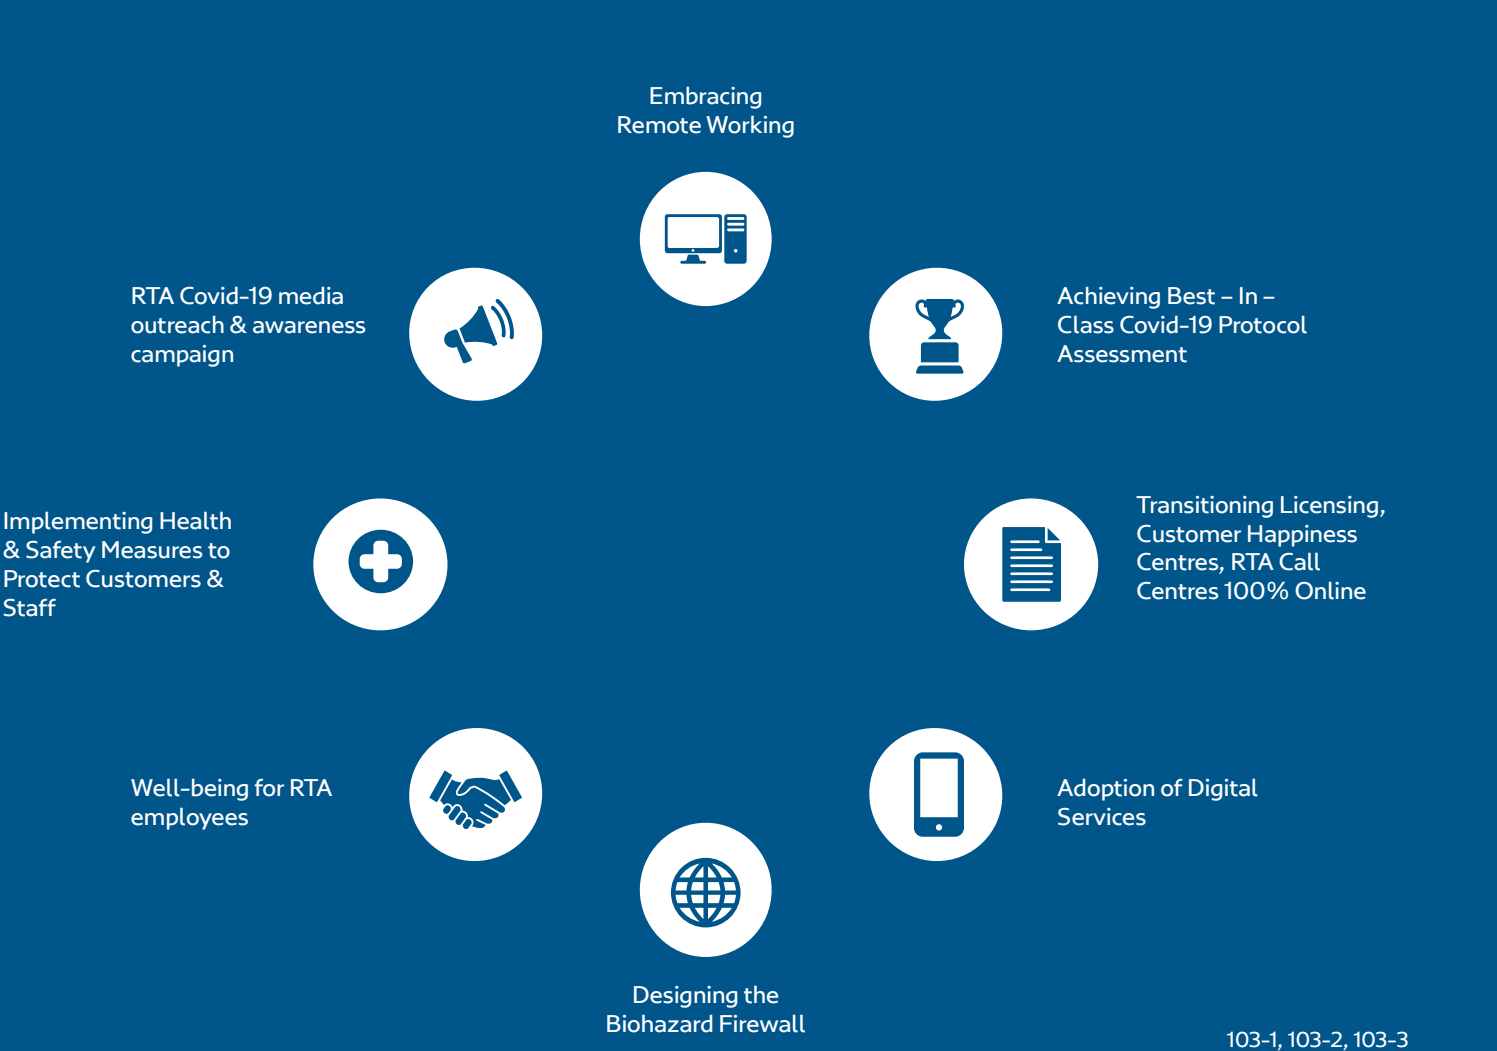 Embracing
Remote Working
RTA Covid-19 media
outreach & awareness
campaign
Achieving Best – In –
Class Covid-19 Protocol
Assessment
Implementing Health
& Safety Measures to
Protect Customers &
Staff
Transitioning Licensing,
Customer Happiness
Centres, RTA Call
Centres 100% Online
Well-being for RTA
employees
Adoption of Digital
Services
Designing the
Biohazard Firewall
103-1, 103-2, 103-3